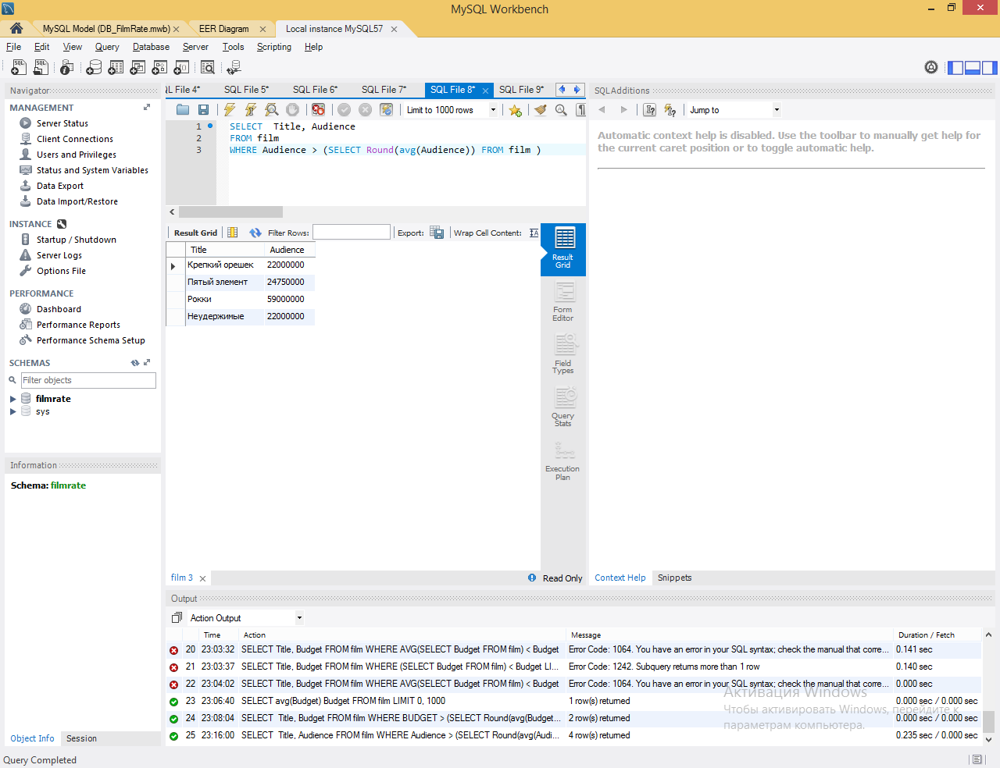 MySQL Workbench
MySQL Model (DB_FilmRate.mwb)
EER Diagram
Local instance MySQL57
File Edit View Query Database Server Tools Scripting Help
Navigator
MANAGEMENT
Server Status
Client Connections
Users and Privileges
Status and System Variables
Data Export
Data Import/Restore
INSTANCE
Startup / Shutdown
Server Logs
Options File
PERFORMANCE
Dashboard
Performance Reports
Performance Schema Setup
SCHEMAS
Filter objects
filmrate
sys
Information
Schema: filmrate
Object Info Session
Query Completed
L File 4* SQL File 5* SQL File 6* SQL File 7* SQL File 8* SQL File 9*
Limit to 1000 rows
1 SELECT Title, Audience
2 FROM film
3 WHERE Audience > (SELECT Round(avg(Audience)) FROM film )
Result Grid Filter Rows: Export: Wrap Cell Content:
Title Audience
Крепкий орешек 22000000
Пятый элемент 24750000
Рокки 59000000
Неудержимые 22000000
Result
Grid
Form
Editor
Field
Types
Query
Stats
Execution
Plan
film 3
Read Only
SQLAdditions
Jump to
Automatic context help is disabled. Use the toolbar to manually get help for
the current caret position or to toggle automatic help.
Context Help Snippets
Output
Action Output
Time Action Message Duration / Fetch
20 23:03:32 SELECT Title, Budget FROM film WHERE AVG(SELECT Budget FROM film) < Budget Error Code: 1064. You have an error in your SQL syntax; check the manual that corre... 0.141 sec
21 23:03:37 SELECT Title, Budget FROM film WHERE (SELECT Budget FROM film) < Budget LI... Error Code: 1242. Subquery returns more than 1 row 0.140 sec
22 23:04:02 SELECT Title, Budget FROM film WHERE AVG(SELECT Budget FROM film) < Budget Error Code: 1064. You have an error in your SQL syntax; check the manual that corre... 0.000 sec
23 23:06:40 SELECT avg(Budget) Budget FROM film LIMIT 0, 1000 1 row(s) returned 0.000 sec / 0.000 sec
24 23:08:04 SELECT Title, Budget FROM film WHERE BUDGET > (SELECT Round(avg(Budget... 2 row(s) returned 0.000 sec / 0.000 sec
25 23:16:00 SELECT Title, Audience FROM film WHERE Audience > (SELECT Round(avg(Audi... 4 row(s) returned 0.235 sec / 0.000 sec
Активация Windows
Чтобы активировать Windows, перейдите к
параметрам компьютера.